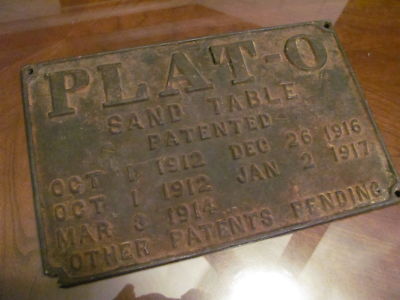 PLAT-O
SAND TABLE
PATENTED
OCT 1 1912 DEC 26 1916
OCT. 1 1912 JAN 2 1917
MAR 3 1914
OTHER PATENTS PENDING